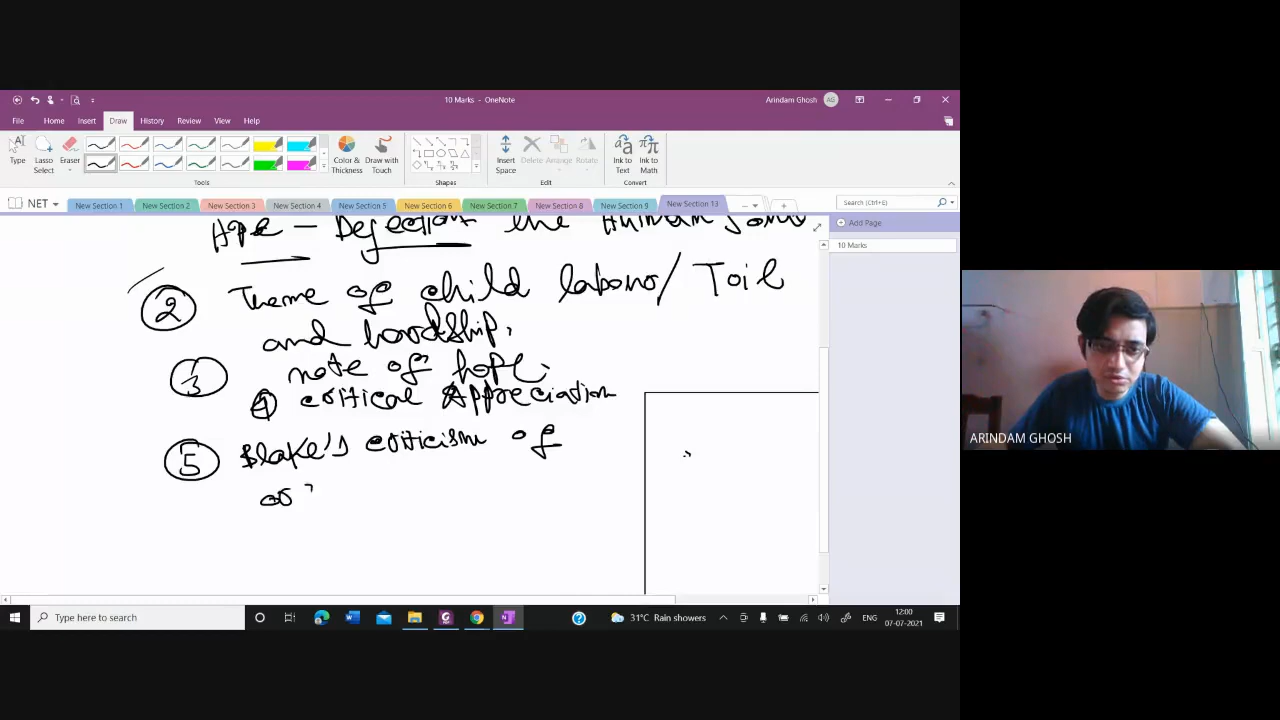 10 Marks - OneNote
Arindam Ghosh AG
File Home Insert Draw History Review View Help
Type Lasso Select Eraser Color & Thickness Draw with Touch Insert Space Delete Arrange Rotate Ink to Text Ink to Math
Tools Shapes Edit Convert
NET New Section 1 New Section 2 New Section 3 New Section 4 New Section 5 New Section 6 New Section 7 New Section 8 New Section 9 New Section 13 Search (Ctrl+E)
Add Page
10 Marks
- Dejection the Human
② Theme of child labour/ Toil
and hardship.
③ note of hope.
④ critical Appreciation
⑤ Blake's criticism of
ARINDAM GHOSH
Type here to search 31°C Rain showers ENG 12:00
07-07-2021